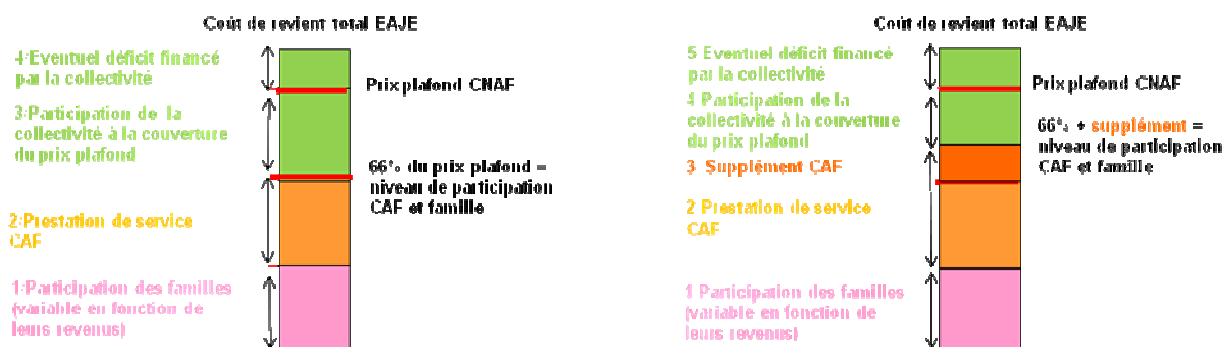 Coût de revient total EAJE
4:Eventuel déficit financé
par la collectivité
Prix plafond CNAF
3:Participation de la
collectivité à la couverture
du prix plafond
66% du prix plafond =
niveau de participation
CAF et famille
2:Prestation de service
CAF
1:Participation des familles
(variable en fonction de
leurs revenus)
Coût de revient total EAJE
5 Eventuel déficit financé
par la collectivité
Prix plafond CNAF
4 Participation de la
collectivité à la couverture
du prix plafond
66% + supplément =
niveau de participation
CAF et famille
3 Supplément CAF
2 Prestation de service
CAF
1 Participation des familles
(variable en fonction de
leurs revenus)